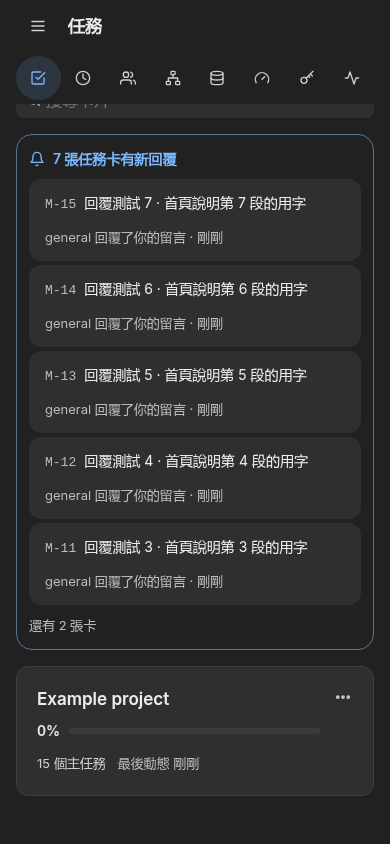 任務
7 張任務卡有新回覆
M-15 回覆測試 7 · 首頁說明第 7 段的用字
general 回覆了你的留言 · 剛剛
M-14 回覆測試 6 · 首頁說明第 6 段的用字
general 回覆了你的留言 · 剛剛
M-13 回覆測試 5 · 首頁說明第 5 段的用字
general 回覆了你的留言 · 剛剛
M-12 回覆測試 4 · 首頁說明第 4 段的用字
general 回覆了你的留言 · 剛剛
M-11 回覆測試 3 · 首頁說明第 3 段的用字
general 回覆了你的留言 · 剛剛
還有 2 張卡
Example project
0%
15 個主任務 最後動態 剛剛